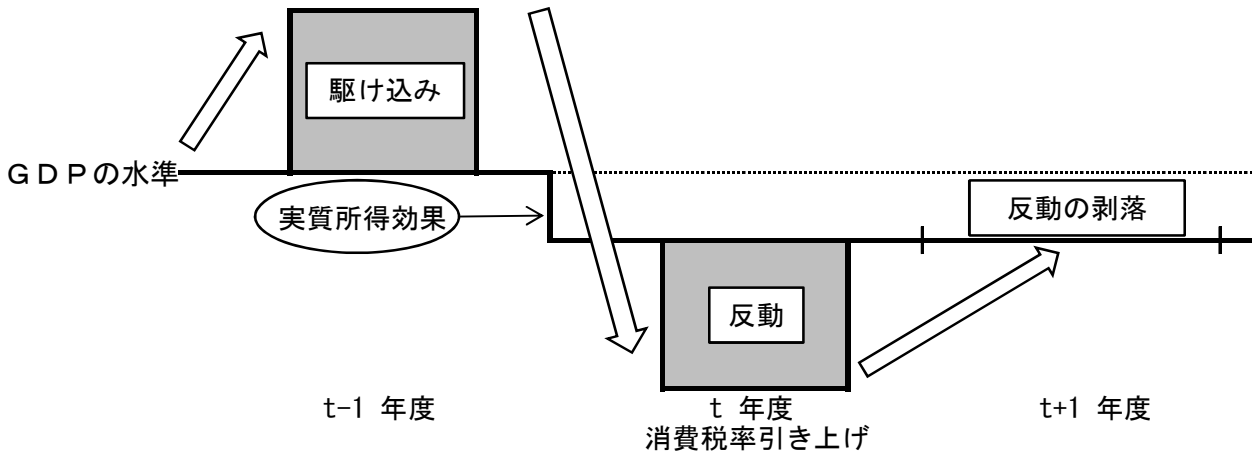 駆け込み
GDPの水準
実質所得効果
反動の剥落
反動
t-1 年度
t 年度
消費税率引き上げ
t+1 年度